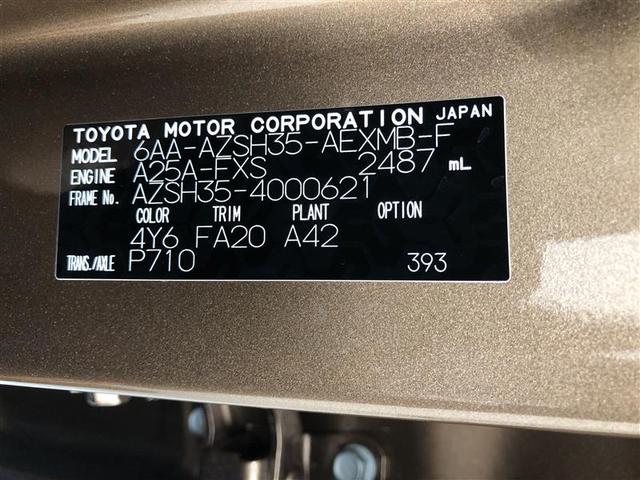 TOYOTA MOTOR CORPORATION JAPAN
MODEL 6AA-AZSH35-AEXMB-F
ENGINE A25A-FXS 2487 mL
FRAME No. AZSH35-4000621
COLOR TRIM PLANT OPTION
4Y6 FA20 A42
TRANS./AXLE P710 393